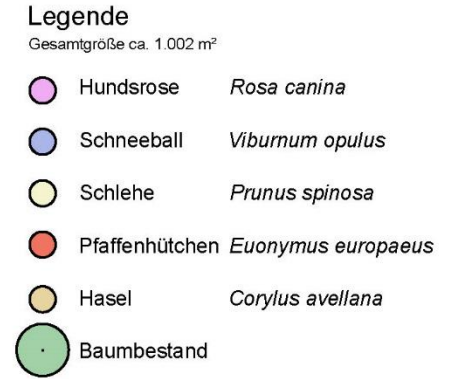 Legende
Gesamtgröße ca. 1.002 m²
Hundsrose Rosa canina
Schneeball Viburnum opulus
Schlehe Prunus spinosa
Pfaffenhütchen Euonymus europaeus
Hasel Corylus avellana
Baumbestand